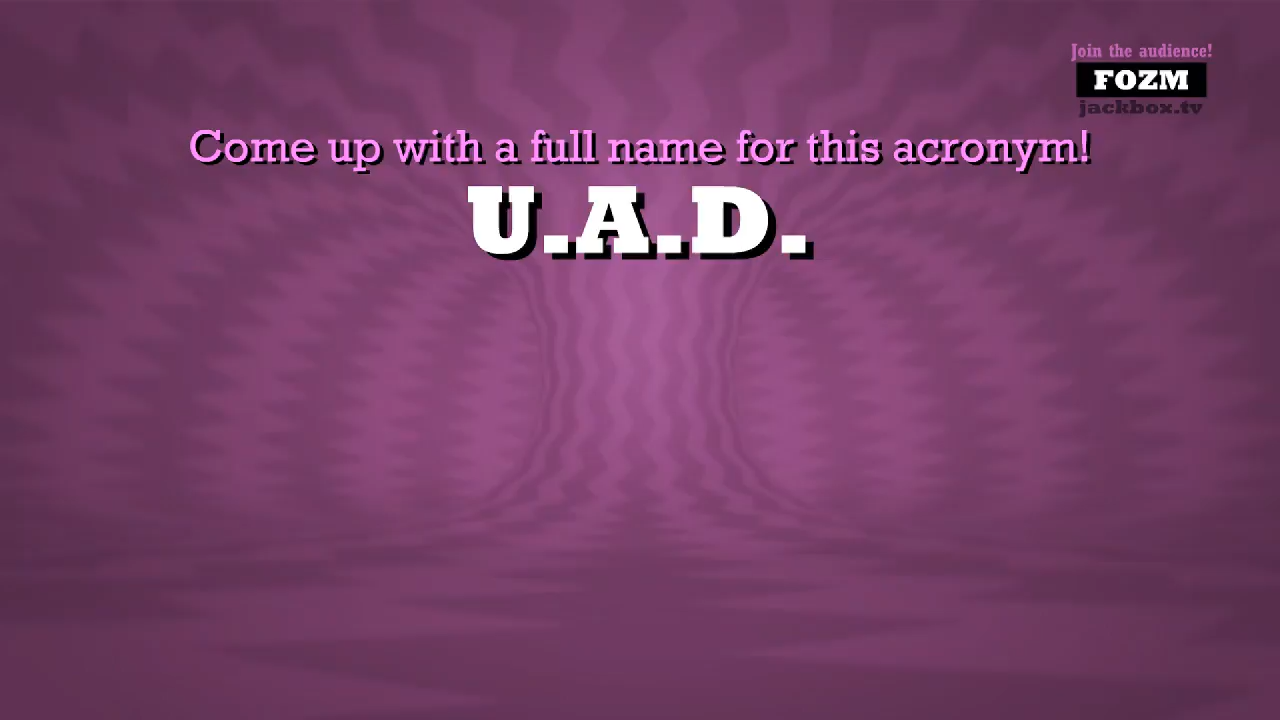 Join the audience!
FOZM
jackbox.tv
Come up with a full name for this acronym!
U.A.D.